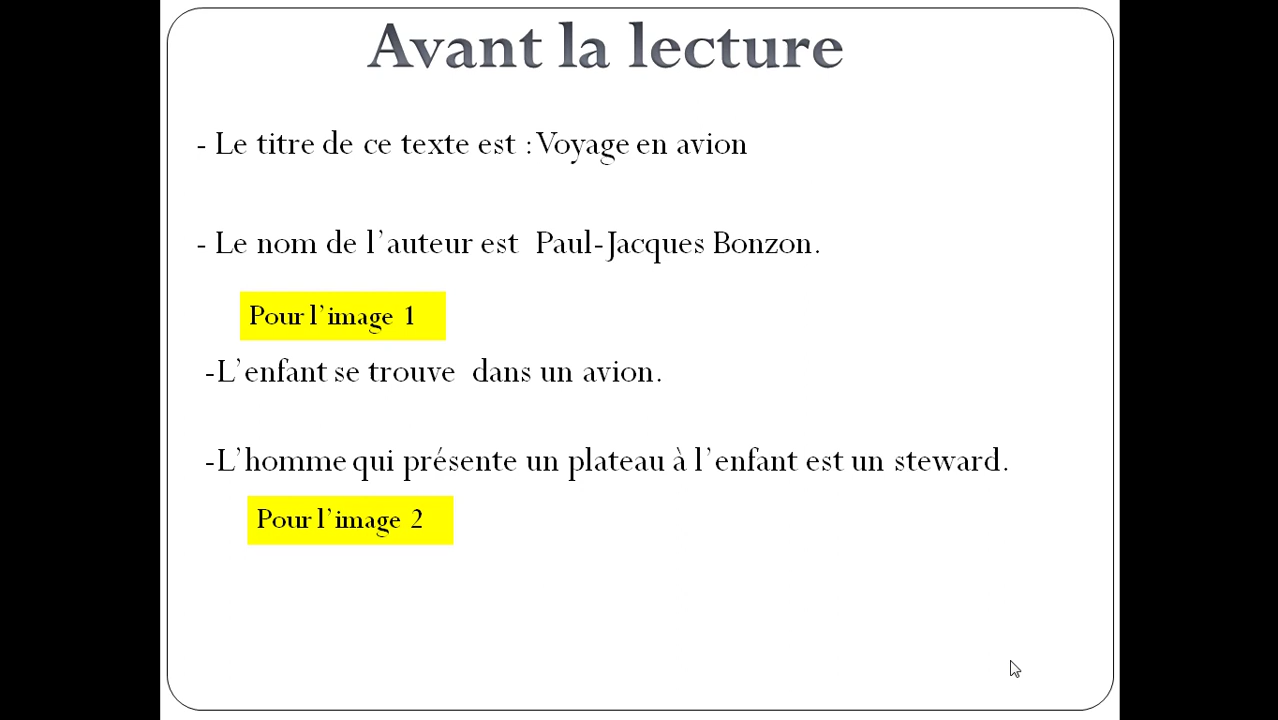 Avant la lecture
- Le titre de ce texte est : Voyage en avion
- Le nom de l’auteur est Paul-Jacques Bonzon.
Pour l’image 1
-L’enfant se trouve dans un avion.
-L’homme qui présente un plateau à l’enfant est un steward.
Pour l’image 2